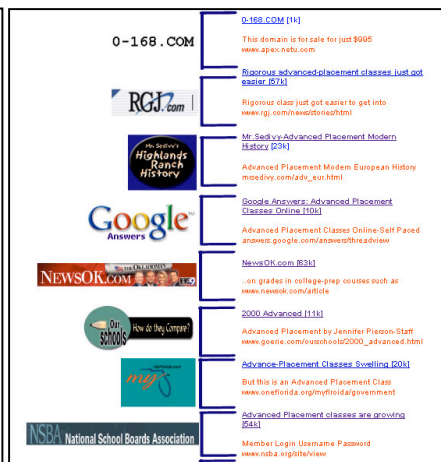 0-168.COM
0-168.COM [1k]
This domain is for sale for just $995
www.apex.netu.com
RGJ.com
Rigorous advanced-placement classes just got
easier [57k]
Rigorous class just got easier to get into
www.rgj.com/news/stories/html
Mr. Sedivy's
Highlands
Ranch
History
Mr.Sedivy-Advanced Placement Modern
History [23k]
Advanced Placement Modern European History
mrsedivy.com/adv_eur.html
Google
Answers
Google Answers: Advanced Placement
Classes Online [10k]
Advanced Placement Classes Online-Self Paced
answers.google.com/answers/threadview
NEWSOK.COM
THE OKLAHOMAN
9
NewsOK.com [63k]
..on grades in college-prep courses such as
www.newsok.com/article
Our
schools
How do they Compare?
2000 Advanced [11k]
Advanced Placement by Jennifer Pierson-Staff
www.goerie.com/ourschools/2000_advanced.html
myflorida.com
my
Advance-Placement Classes Swelling [20k]
But this is an Advanced Placement Class
www.oneflorida.org/myfloida/government
NSBA National School Boards Association
Advanced Placement classes are growing
[54k]
Member Login Username Password
www.nsba.org/site/view